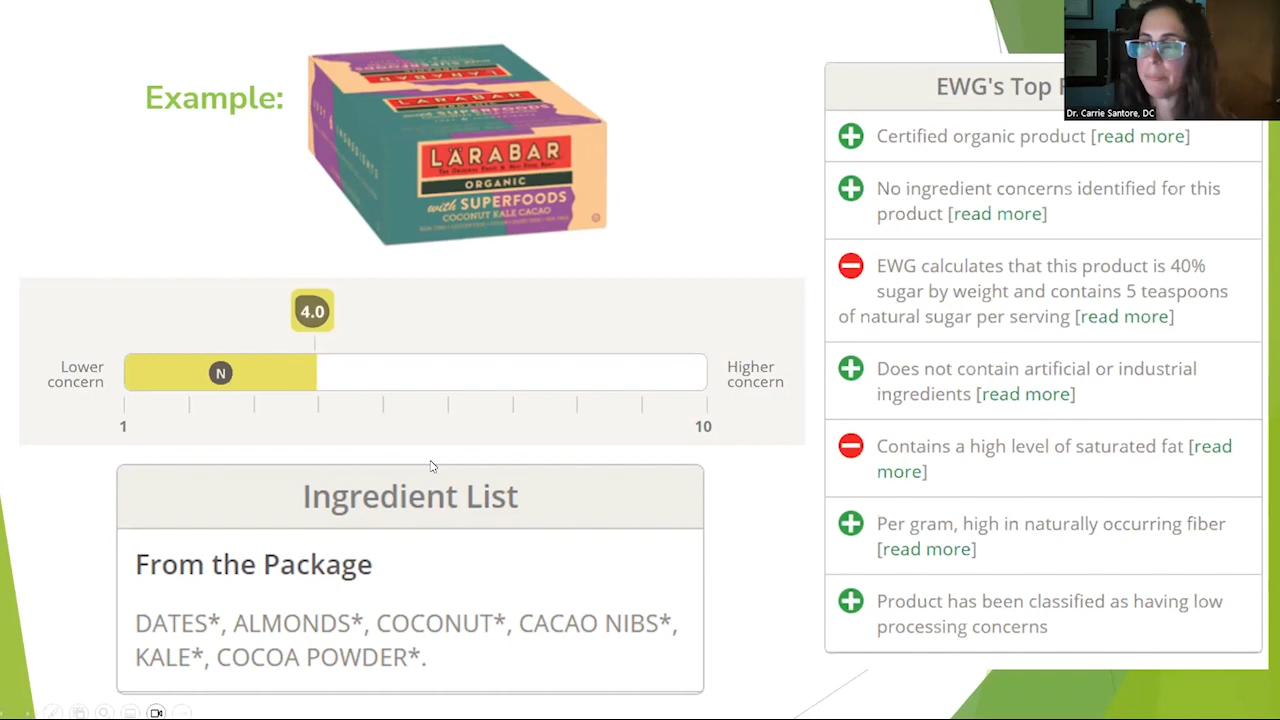 Example:
LÄRABAR
ORGANIC
with SUPERFOODS
COCONUT KALE CACAO
4.0
Lower
concern
N
Higher
concern
1
10
Ingredient List
From the Package
DATES*, ALMONDS*, COCONUT*, CACAO NIBS*,
KALE*, COCOA POWDER*.
EWG's Top
Dr. Carrie Santore, DC
Certified organic product [read more]
No ingredient concerns identified for this
product [read more]
EWG calculates that this product is 40%
sugar by weight and contains 5 teaspoons
of natural sugar per serving [read more]
Does not contain artificial or industrial
ingredients [read more]
Contains a high level of saturated fat [read
more]
Per gram, high in naturally occurring fiber
[read more]
Product has been classified as having low
processing concerns